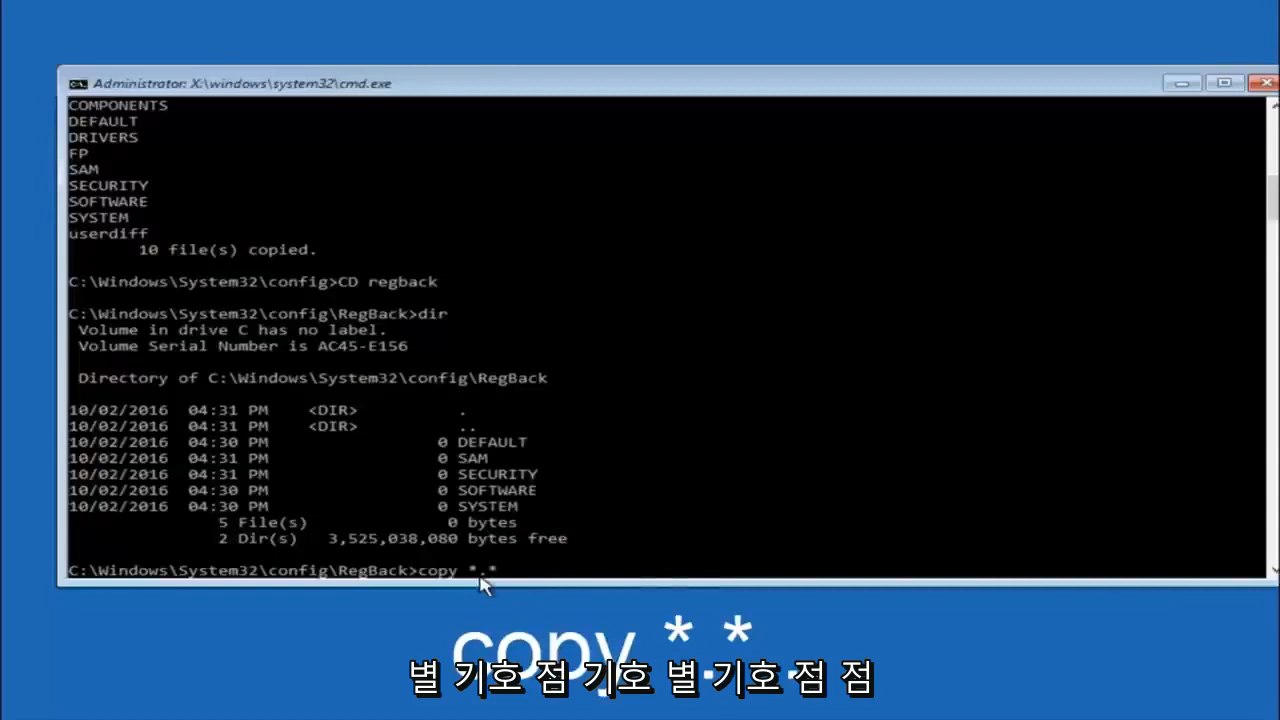 Administrator: X:\windows\system32\cmd.exe
COMPONENTS
DEFAULT
DRIVERS
FP
SAM
SECURITY
SOFTWARE
SYSTEM
userdiff
10 file(s) copied.
C:\Windows\System32\config>CD regback
C:\Windows\System32\config\RegBack>dir
Volume in drive C has no label.
Volume Serial Number is AC45-E156
Directory of C:\Windows\System32\config\RegBack
10/02/2016 04:31 PM <DIR> .
10/02/2016 04:31 PM <DIR> ..
10/02/2016 04:30 PM 0 DEFAULT
10/02/2016 04:31 PM 0 SAM
10/02/2016 04:31 PM 0 SECURITY
10/02/2016 04:30 PM 0 SOFTWARE
10/02/2016 04:30 PM 0 SYSTEM
5 File(s) 0 bytes
2 Dir(s) 3,525,038,080 bytes free
C:\Windows\System32\config\RegBack>copy *.*
copy *.* ..
별 기호 점 기호 별 기호 점 점